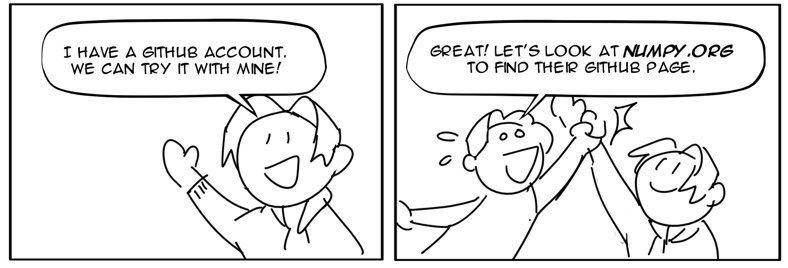 I HAVE A GITHUB ACCOUNT.
WE CAN TRY IT WITH MINE!
GREAT! LET'S LOOK AT NUMPY.ORG
TO FIND THEIR GITHUB PAGE.